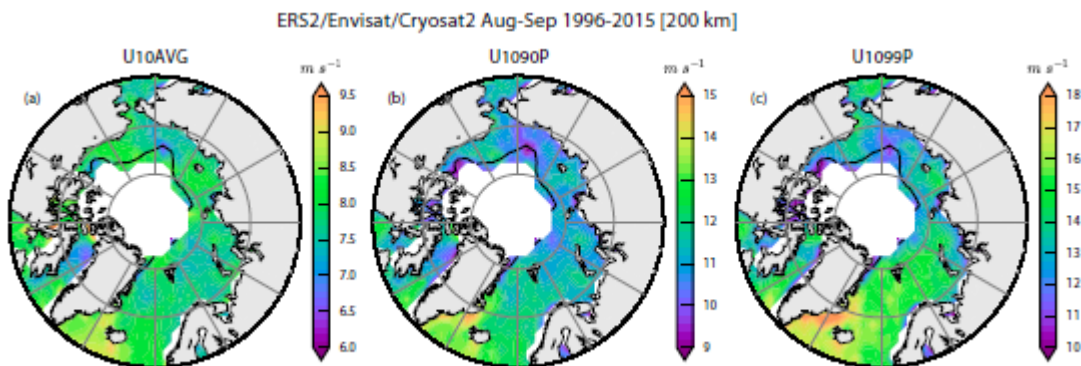 ERS2/Envisat/Cryosat2 Aug-Sep 1996-2015 [200 km]
U10AVG
U1090P
U1099P
m s⁻¹
m s⁻¹
m s⁻¹
(a)
(b)
(c)
9.5
9.0
8.5
8.0
7.5
7.0
6.5
6.0
15
14
13
12
11
10
9
18
17
16
15
14
13
12
11
10